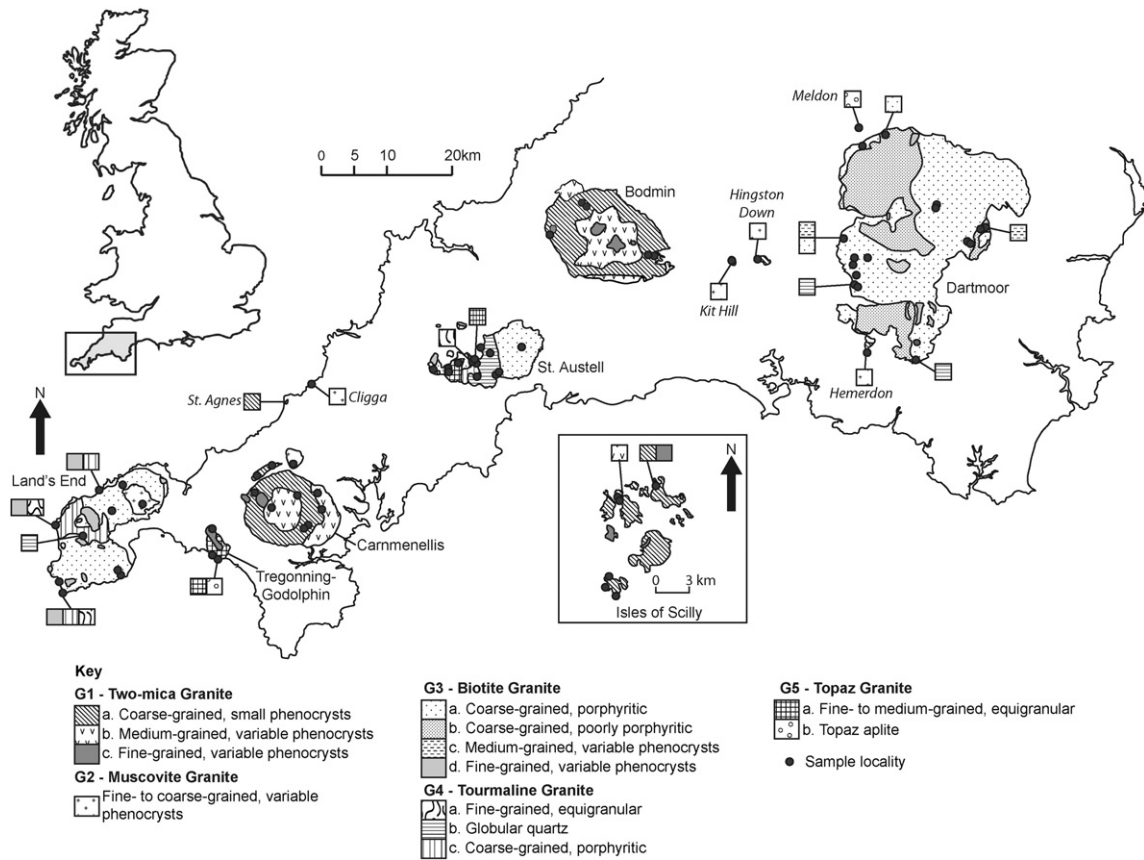 Meldon
0 5 10 20km
Bodmin
Hingston
Down
Kit Hill
Dartmoor
St. Austell
Hemerdon
N
St. Agnes
Cligga
Land's End
Carnmenellis
Tregonning-
Godolphin
N
0 3 km
Isles of Scilly
Key
G1 - Two-mica Granite
a. Coarse-grained, small phenocrysts
b. Medium-grained, variable phenocrysts
c. Fine-grained, variable phenocrysts
G2 - Muscovite Granite
Fine- to coarse-grained, variable
phenocrysts
G3 - Biotite Granite
a. Coarse-grained, porphyritic
b. Coarse-grained, poorly porphyritic
c. Medium-grained, variable phenocrysts
d. Fine-grained, variable phenocrysts
G4 - Tourmaline Granite
a. Fine-grained, equigranular
b. Globular quartz
c. Coarse-grained, porphyritic
G5 - Topaz Granite
a. Fine- to medium-grained, equigranular
b. Topaz aplite
Sample locality